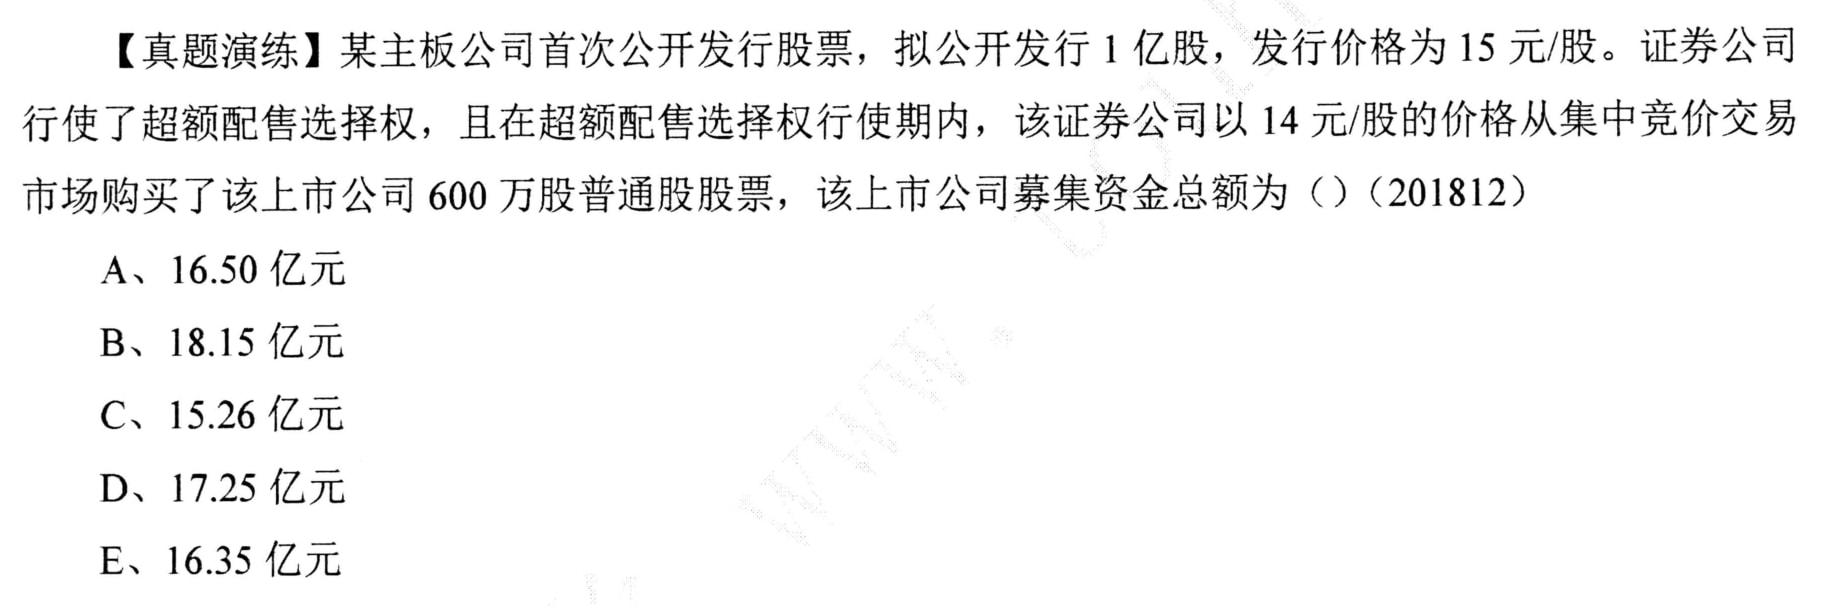 【真题演练】某主板公司首次公开发行股票，拟公开发行 1 亿股，发行价格为 15 元/股。证券公司
行使了超额配售选择权，且在超额配售选择权行使期内，该证券公司以 14 元/股的价格从集中竞价交易
市场购买了该上市公司 600 万股普通股股票，该上市公司募集资金总额为（）（201812）
A、16.50 亿元
B、18.15 亿元
C、15.26 亿元
D、17.25 亿元
E、16.35 亿元